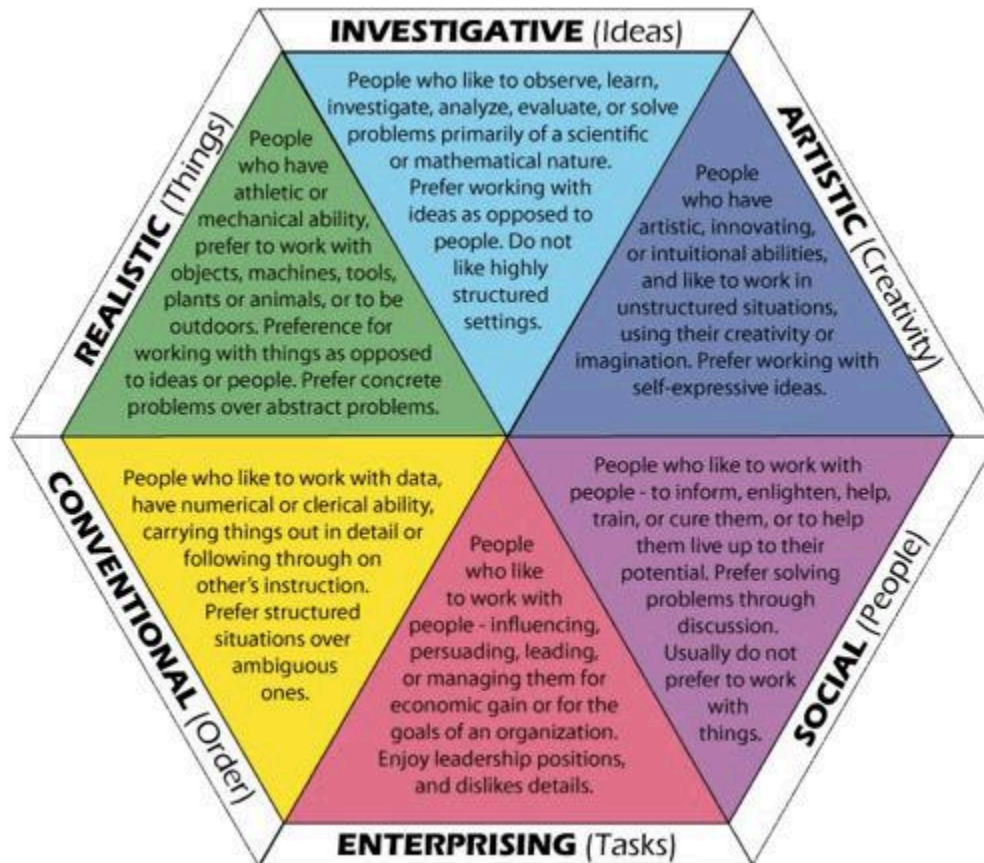 INVESTIGATIVE (Ideas)
People who like to observe, learn,
investigate, analyze, evaluate, or solve
problems primarily of a scientific
or mathematical nature.
Prefer working with
ideas as opposed to
people. Do not
like highly
structured
settings.
ARTISTIC (Creativity)
People
who have
artistic, innovating,
or intuitional abilities,
and like to work in
unstructured situations,
using their creativity or
imagination. Prefer working with
self-expressive ideas.
SOCIAL (People)
People who like to work with
people - to inform, enlighten, help,
train, or cure them, or to help
them live up to their
potential. Prefer solving
problems through
discussion.
Usually do not
prefer to work
with
things.
ENTERPRISING (Tasks)
People
who like
to work with
people - influencing,
persuading, leading,
or managing them for
economic gain or for the
goals of an organization.
Enjoy leadership positions,
and dislikes details.
CONVENTIONAL (Order)
People who like to work with data,
have numerical or clerical ability,
carrying things out in detail or
following through on
other's instruction.
Prefer structured
situations over
ambiguous
ones.
REALISTIC (Things)
People
who have
athletic or
mechanical ability,
prefer to work with
objects, machines, tools,
plants or animals, or to be
outdoors. Preference for
working with things as opposed
to ideas or people. Prefer concrete
problems over abstract problems.